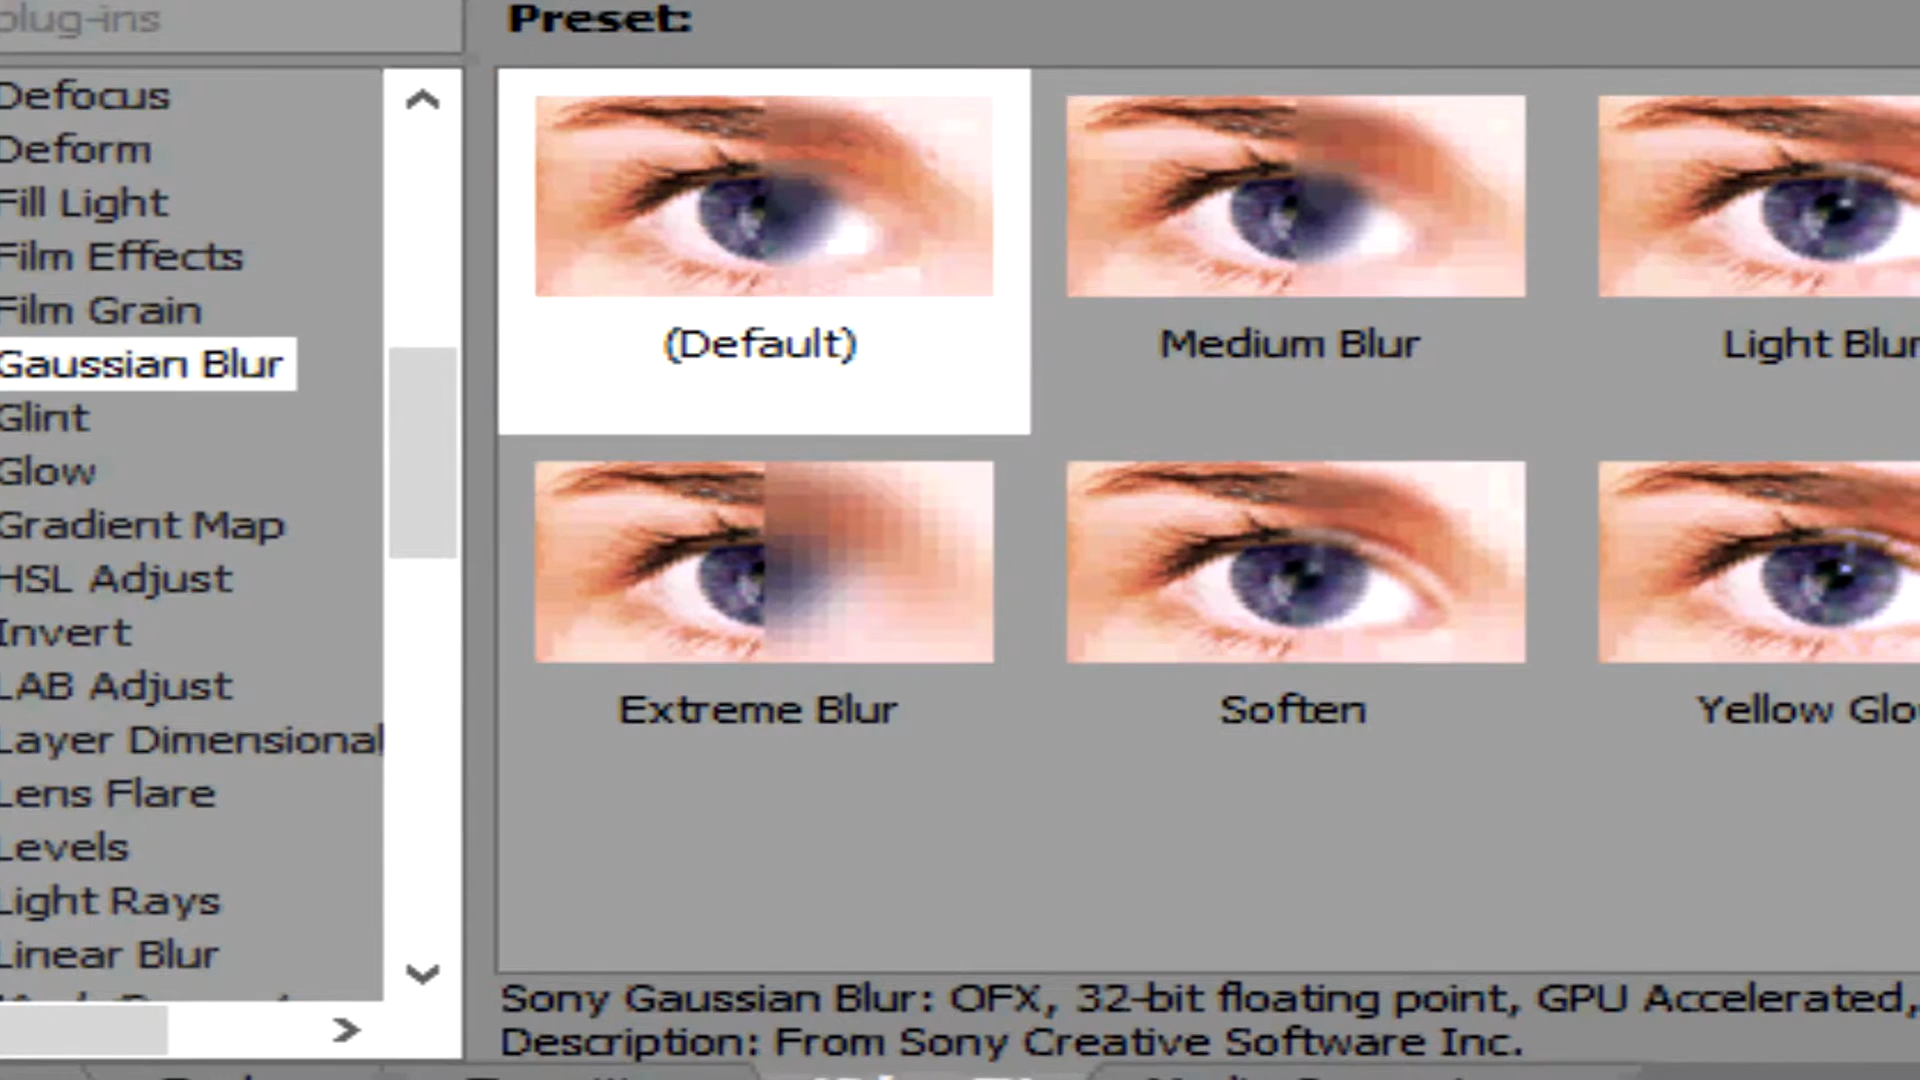 plug-ins
Preset:
Defocus
Deform
Fill Light
Film Effects
Film Grain
Gaussian Blur
Glint
Glow
Gradient Map
HSL Adjust
Invert
LAB Adjust
Layer Dimensional
Lens Flare
Levels
Light Rays
Linear Blur
(Default)
Medium Blur
Light Blur
Extreme Blur
Soften
Yellow Glo
Sony Gaussian Blur: OFX, 32-bit floating point, GPU Accelerated,
Description: From Sony Creative Software Inc.